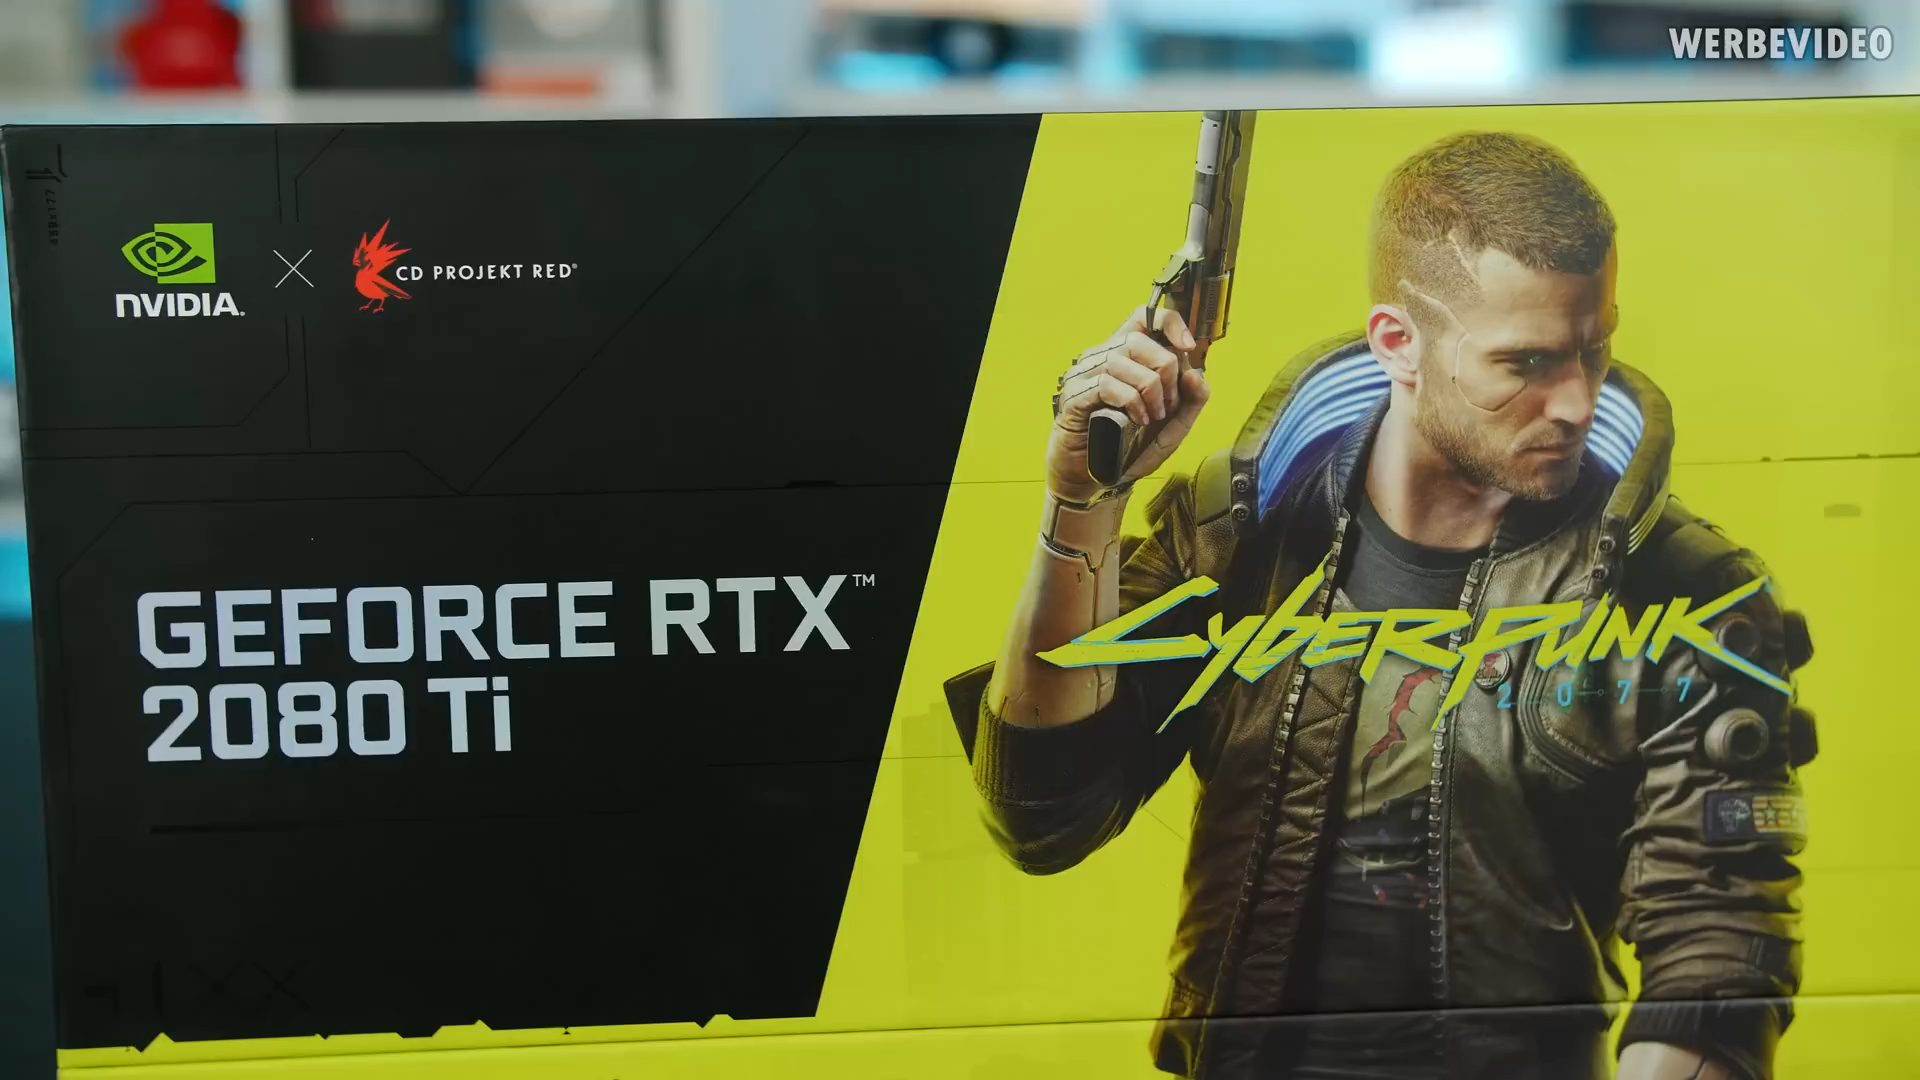 WERBEVIDEO
NVIDIA.
CD PROJEKT RED®
GEFORCE RTX™
2080 Ti
CYBERPUNK
2077